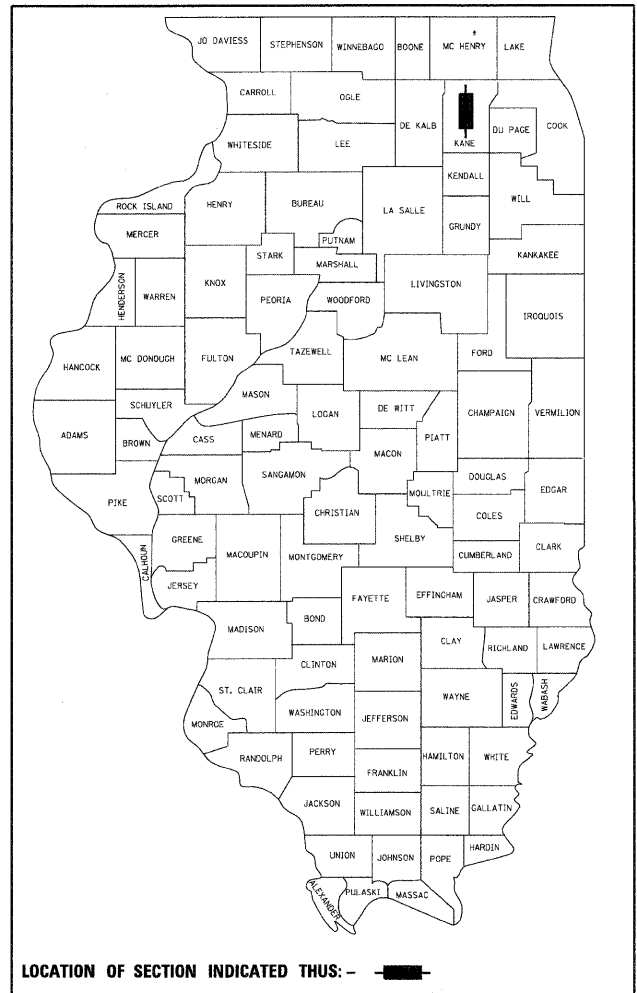 JO DAVIESS STEPHENSON WINNEBAGO BOONE MC HENRY LAKE
CARROLL OGLE DE KALB KANE DU PAGE COOK
WHITESIDE LEE KENDALL
ROCK ISLAND HENRY BUREAU LA SALLE GRUNDY WILL
MERCER PUTNAM KANKAKEE
HENDERSON WARREN KNOX STARK MARSHALL LIVINGSTON
PEORIA WOODFORD IROQUOIS
HANCOCK MC DONOUGH FULTON TAZEWELL MC LEAN FORD
SCHUYLER MASON LOGAN DE WITT CHAMPAIGN VERMILION
ADAMS BROWN CASS MENARD MACON PIATT
PIKE SCOTT MORGAN SANGAMON CHRISTIAN MOULTRIE DOUGLAS EDGAR
COLES
CALHOUN GREENE MACOUPIN MONTGOMERY SHELBY CUMBERLAND CLARK
JERSEY
MADISON BOND FAYETTE EFFINGHAM JASPER CRAWFORD
CLINTON MARION CLAY RICHLAND LAWRENCE
ST. CLAIR WASHINGTON JEFFERSON WAYNE EDWARDS WABASH
MONROE
RANDOLPH PERRY FRANKLIN HAMILTON WHITE
JACKSON WILLIAMSON SALINE GALLATIN
UNION JOHNSON POPE HARDIN
ALEXANDER PULASKI MASSAC
LOCATION OF SECTION INDICATED THUS: -